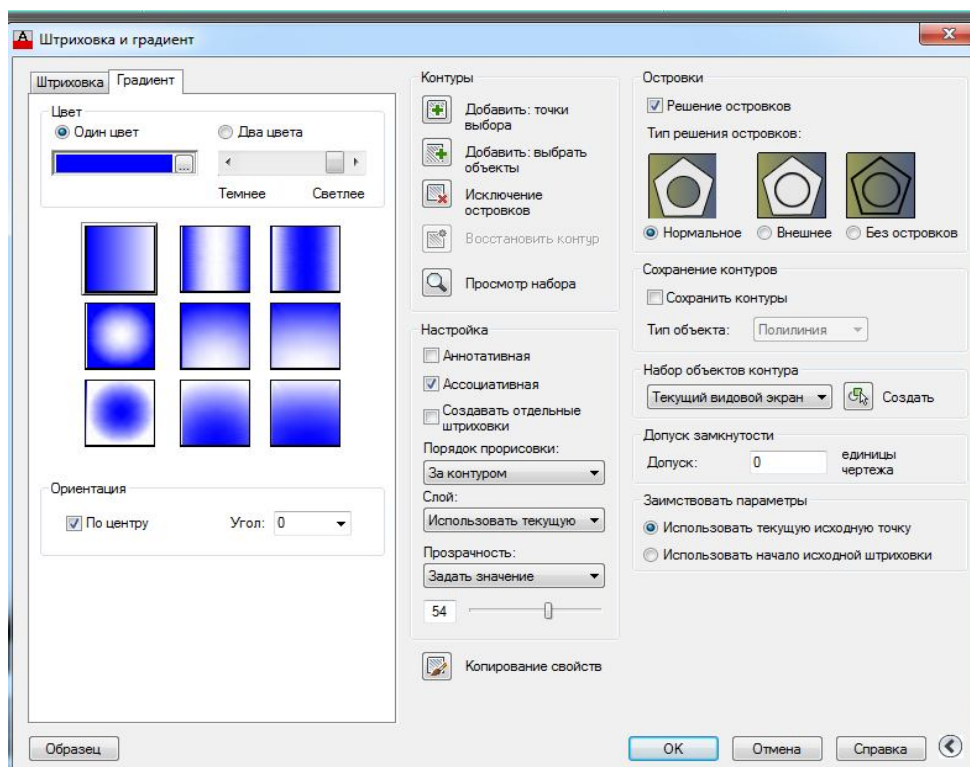 Штриховка и градиент
Штриховка
Градиент
Цвет
Один цвет
Два цвета
...
Темнее
Светлее
Ориентация
По центру
Угол:
0
Контуры
Добавить: точки
выбора
Добавить: выбрать
объекты
Исключение
островков
Восстановить контур
Просмотр набора
Настройка
Аннотативная
Ассоциативная
Создавать отдельные
штриховки
Порядок прорисовки:
За контуром
Слой:
Использовать текущую
Прозрачность:
Задать значение
54
Копирование свойств
Островки
Решение островков
Тип решения островков:
Нормальное
Внешнее
Без островков
Сохранение контуров
Сохранить контуры
Тип объекта:
Полилиния
Набор объектов контура
Текущий видовой экран
Создать
Допуск замкнутости
Допуск:
0
единицы
чертежа
Заимствовать параметры
Использовать текущую исходную точку
Использовать начало исходной штриховки
Образец
OK
Отмена
Справка